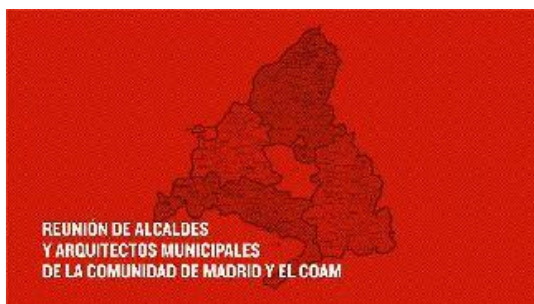 REUNIÓN DE ALCALDES
Y ARQUITECTOS MUNICIPALES
DE LA COMUNIDAD DE MADRID Y EL COAM